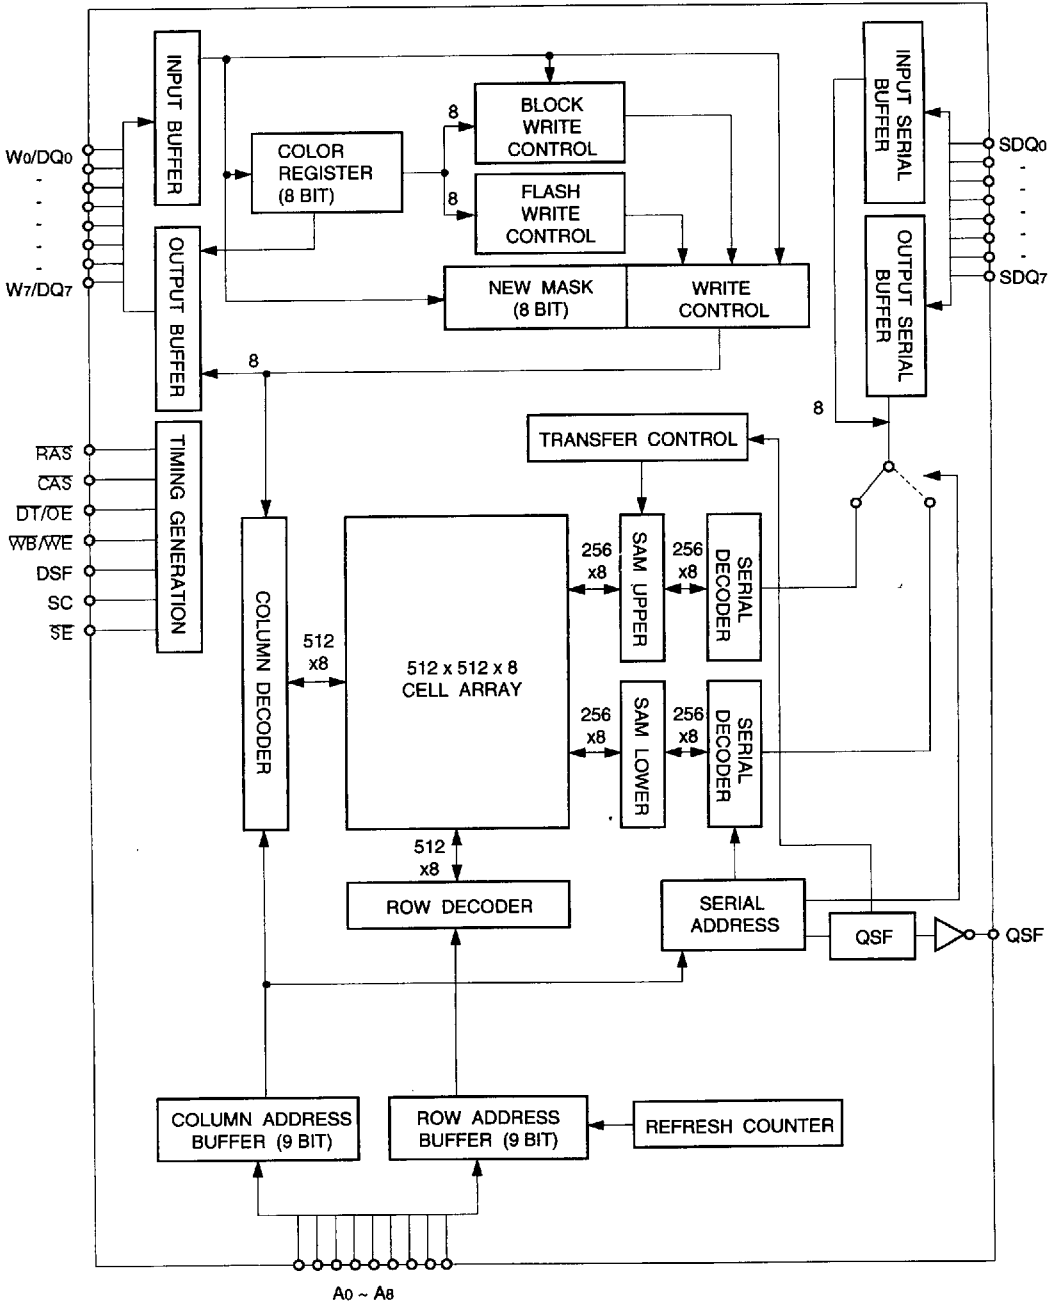 INPUT
BUFFER
COLOR
REGISTER
(8 BIT)
8
BLOCK
WRITE
CONTROL
8
FLASH
WRITE
CONTROL
INPUT SERIAL
BUFFER
W0/DQ0
-
-
-
-
-
-
W7/DQ7
SDQ0
-
-
-
-
-
SDQ7
OUTPUT
BUFFER
NEW MASK
(8 BIT)
WRITE
CONTROL
OUTPUT SERIAL
BUFFER
8
8
RAS
CAS
DT/OE
WB/WE
DSF
SC
SE
TIMING
GENERATION
TRANSFER CONTROL
COLUMN DECODER
512
x8
512 x 512 x 8
CELL ARRAY
256
x8
SAM UPPER
256
x8
SERIAL
DECODER
256
x8
SAM LOWER
256
x8
SERIAL
DECODER
512
x8
ROW DECODER
SERIAL
ADDRESS
QSF
QSF
COLUMN ADDRESS
BUFFER (9 BIT)
ROW ADDRESS
BUFFER (9 BIT)
REFRESH COUNTER
A0 ~ A8